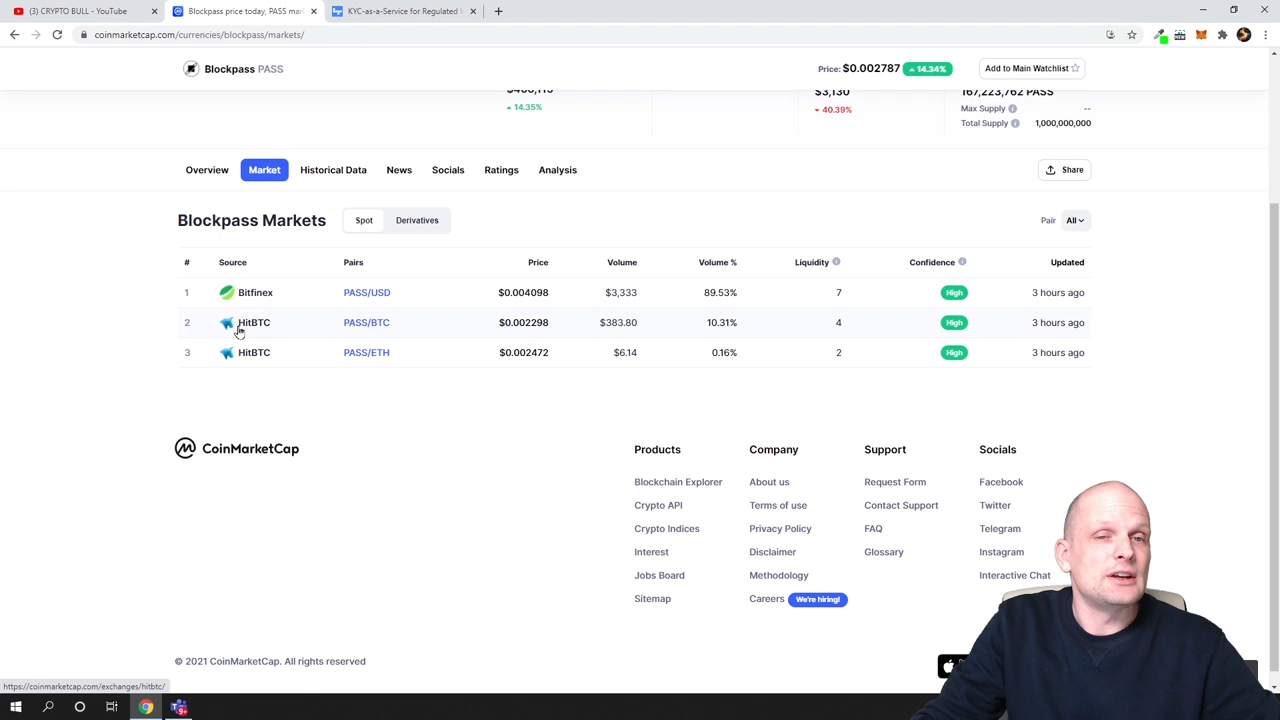 (3) CRYPTO BULL - YouTube
Blockpass price today, PASS mar
KYC-as-a-Service for Regulated I
coinmarketcap.com/currencies/blockpass/markets/
Blockpass PASS
Price: $0.002787 14.34%
Add to Main Watchlist
14.35%
$3,130
40.39%
167,223,762 PASS
Max Supply --
Total Supply 1,000,000,000
Overview Market Historical Data News Socials Ratings Analysis
Share
Blockpass Markets
Spot Derivatives
Pair All
# Source Pairs Price Volume Volume % Liquidity Confidence Updated
1 Bitfinex PASS/USD $0.004098 $3,333 89.53% 7 High 3 hours ago
2 HitBTC PASS/BTC $0.002298 $383.80 10.31% 4 High 3 hours ago
3 HitBTC PASS/ETH $0.002472 $6.14 0.16% 2 High 3 hours ago
CoinMarketCap
Products
Blockchain Explorer
Crypto API
Crypto Indices
Interest
Jobs Board
Sitemap
Company
About us
Terms of use
Privacy Policy
Disclaimer
Methodology
Careers We're hiring!
Support
Request Form
Contact Support
FAQ
Glossary
Socials
Facebook
Twitter
Telegram
Instagram
Interactive Chat
© 2021 CoinMarketCap. All rights reserved
https://coinmarketcap.com/exchanges/hitbtc/